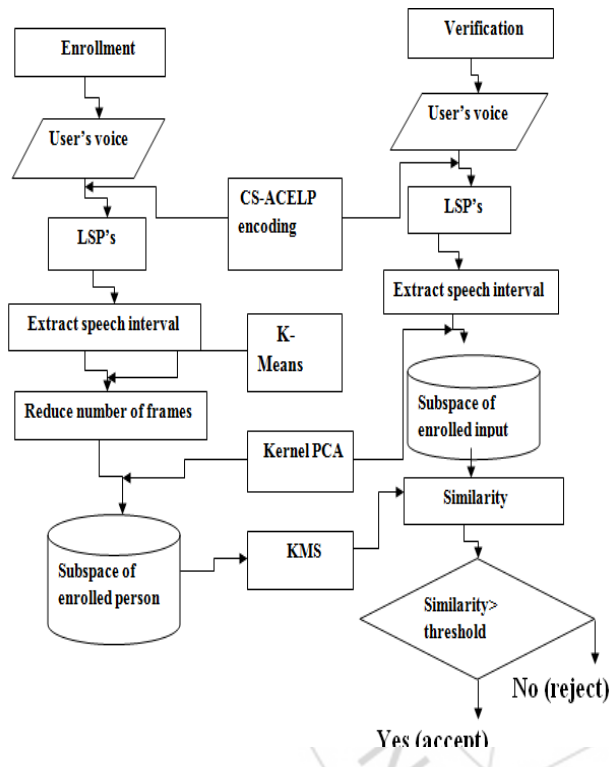 Enrollment
Verification
User's voice
User's voice
CS-ACELP
encoding
LSP's
LSP's
Extract speech interval
Extract speech interval
K-
Means
Reduce number of frames
Subspace of
enrolled input
Kernel PCA
Similarity
KMS
Subspace of
enrolled person
Similarity>
threshold
No (reject)
Yes (accept)